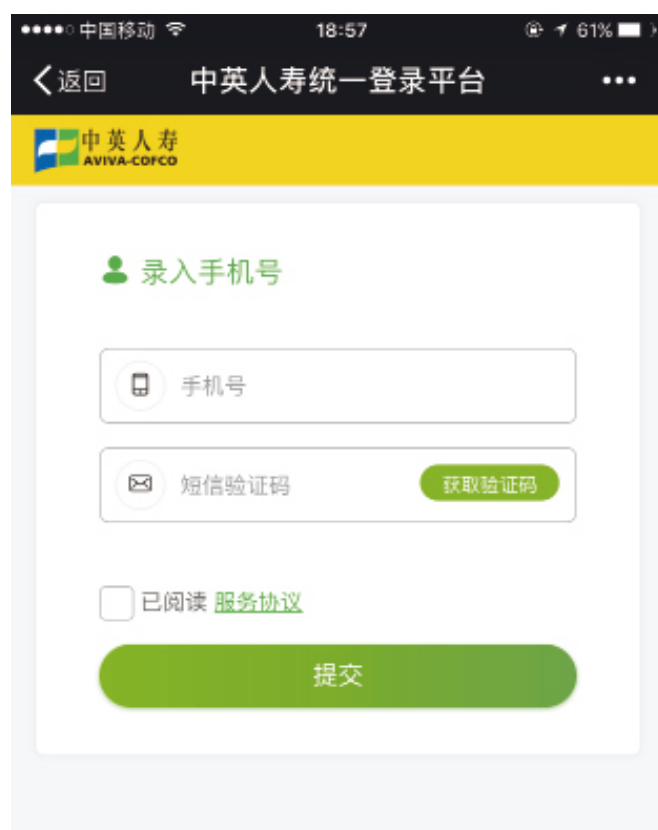 中国移动 18:57 61%
返回 中英人寿统一登录平台
中英人寿
AVIVA-COFCO
录入手机号
手机号
短信验证码 获取验证码
已阅读 服务协议
提交